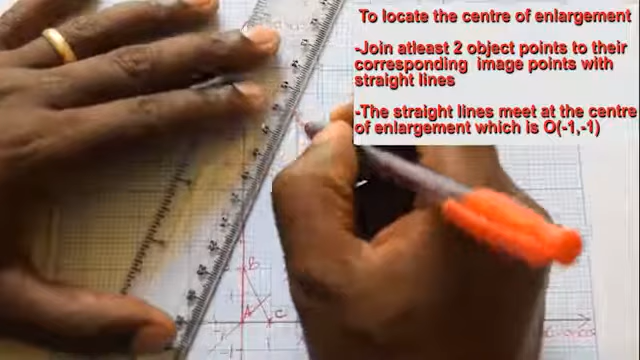 To locate the centre of enlargement
-Join atleast 2 object points to their
corresponding image points with
straight lines
-The straight lines meet at the centre
of enlargement which is O(-1,-1)
B
A
C